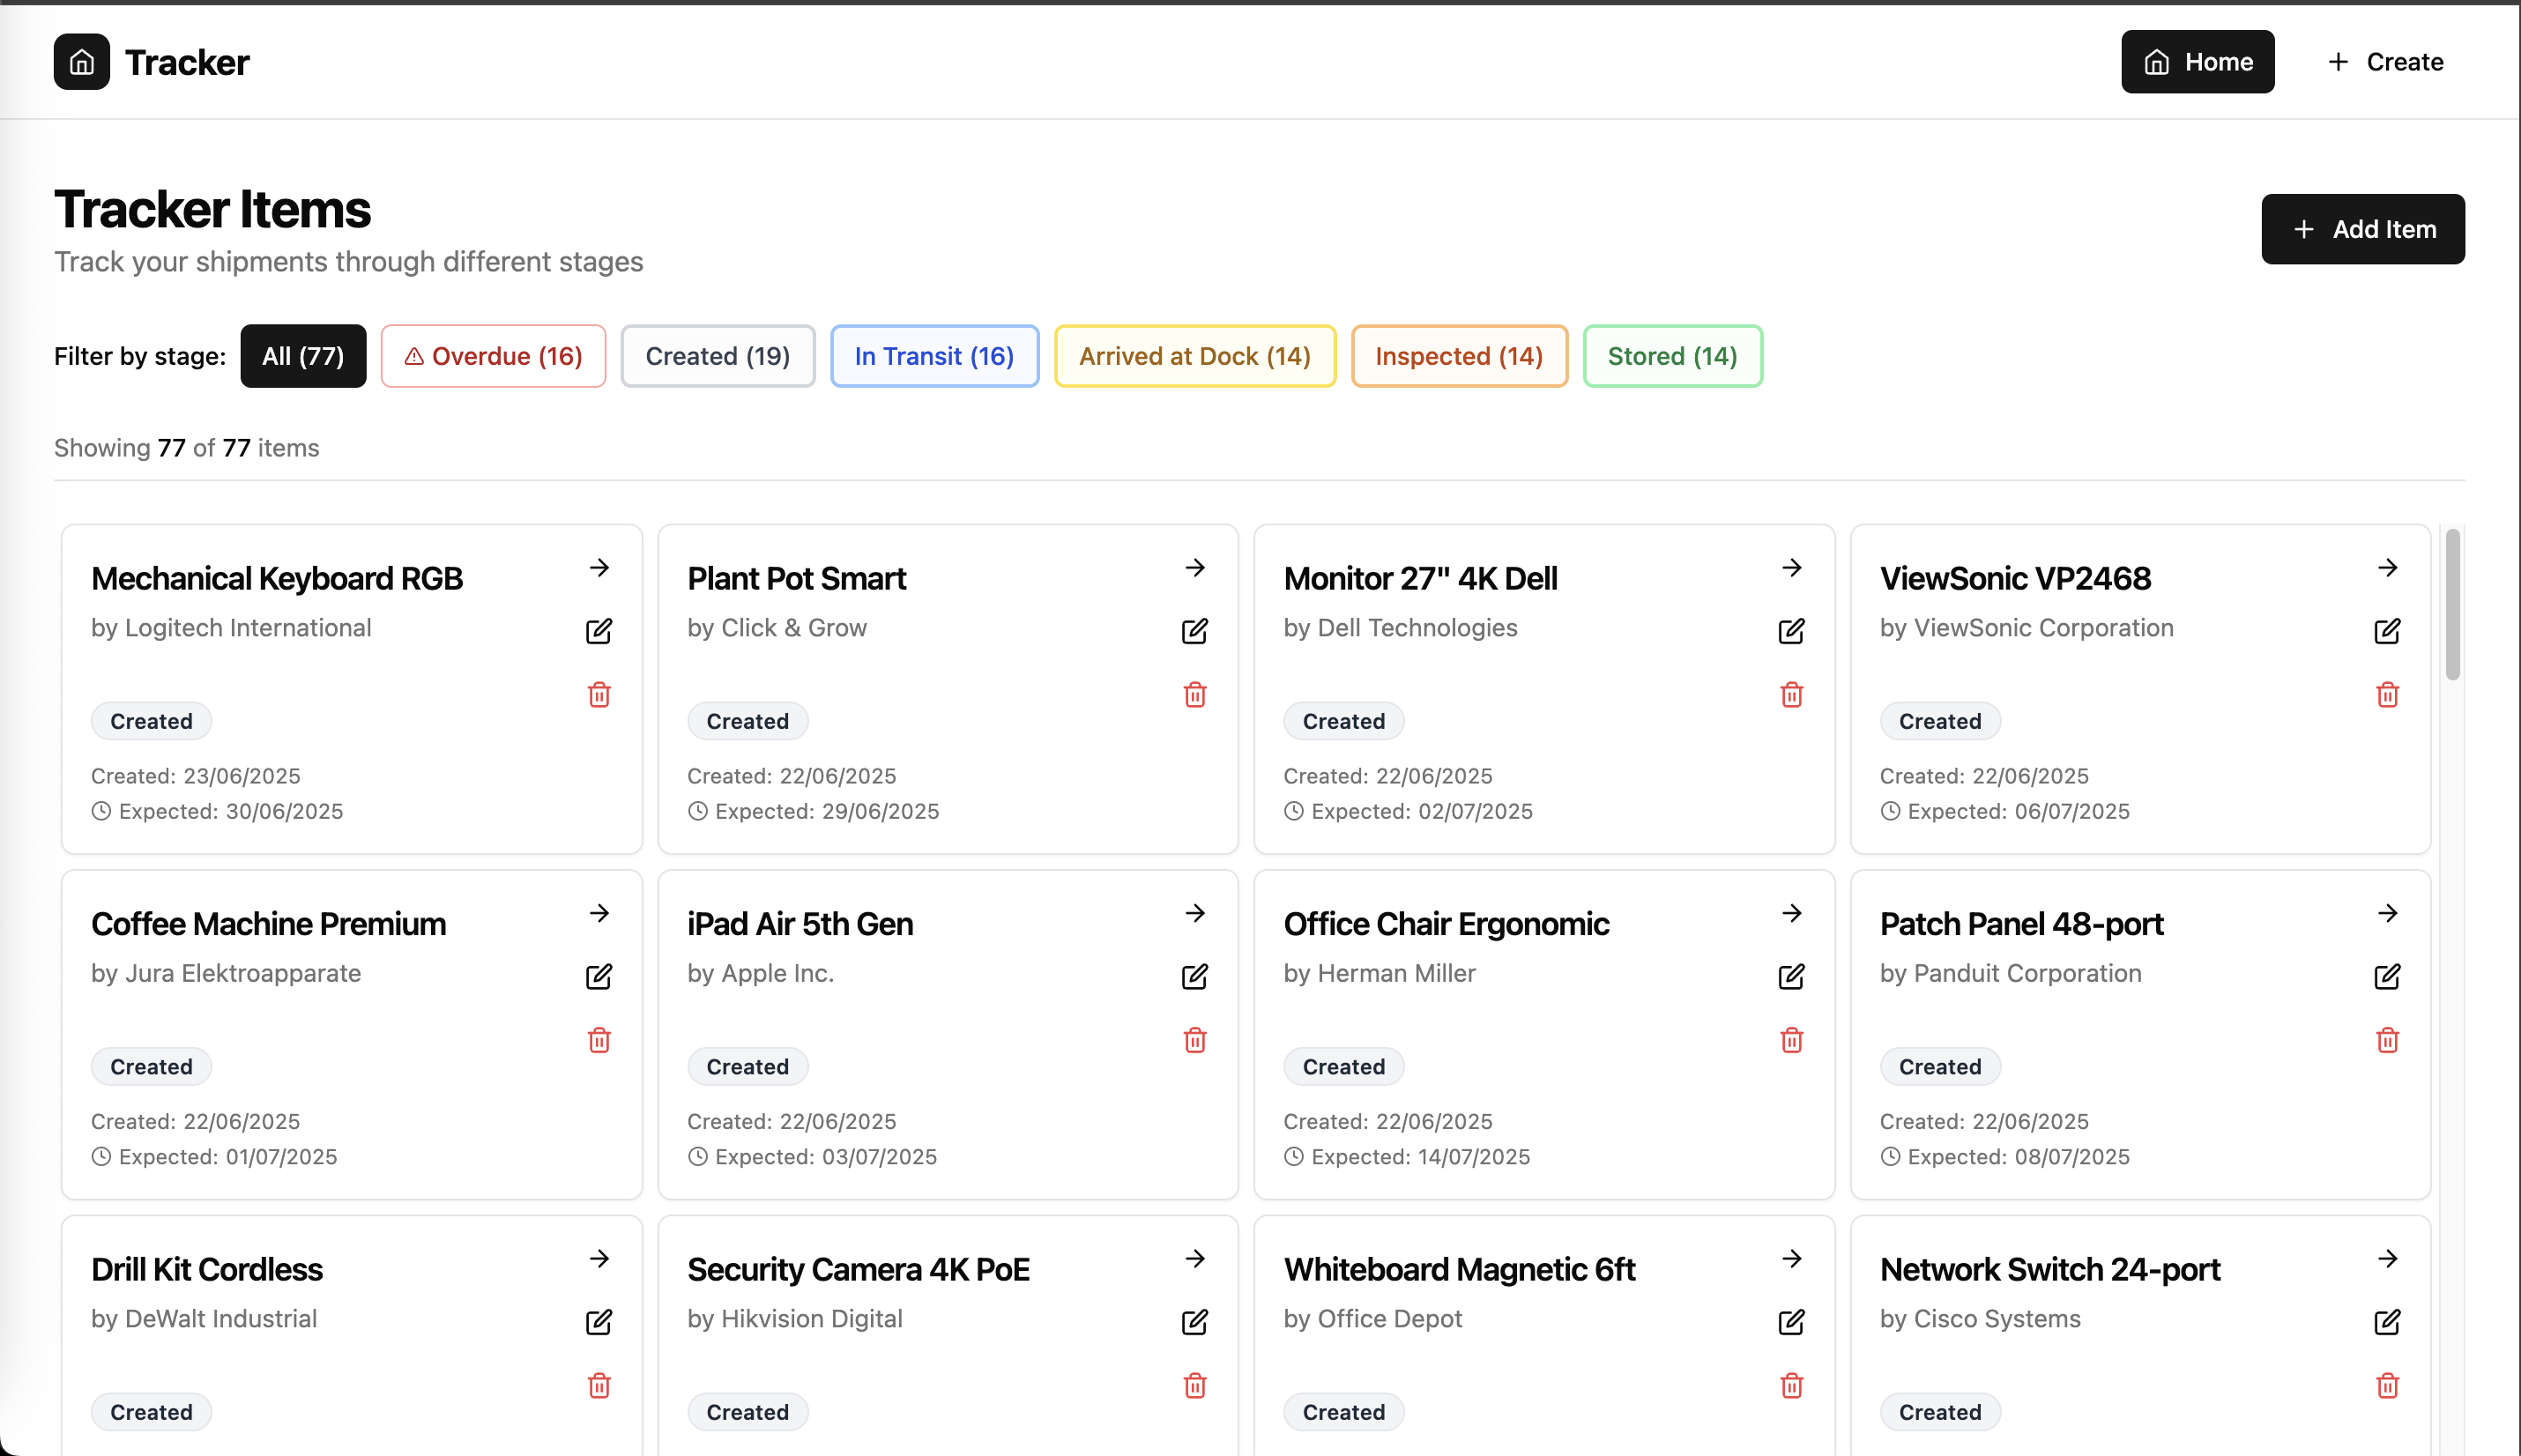 Tracker
Home
Create
Tracker Items
Track your shipments through different stages
Add Item
Filter by stage: All (77) Overdue (16) Created (19) In Transit (16) Arrived at Dock (14) Inspected (14) Stored (14)
Showing 77 of 77 items
Mechanical Keyboard RGB
by Logitech International
Created
Created: 23/06/2025
Expected: 30/06/2025
Plant Pot Smart
by Click & Grow
Created
Created: 22/06/2025
Expected: 29/06/2025
Monitor 27" 4K Dell
by Dell Technologies
Created
Created: 22/06/2025
Expected: 02/07/2025
ViewSonic VP2468
by ViewSonic Corporation
Created
Created: 22/06/2025
Expected: 06/07/2025
Coffee Machine Premium
by Jura Elektroapparate
Created
Created: 22/06/2025
Expected: 01/07/2025
iPad Air 5th Gen
by Apple Inc.
Created
Created: 22/06/2025
Expected: 03/07/2025
Office Chair Ergonomic
by Herman Miller
Created
Created: 22/06/2025
Expected: 14/07/2025
Patch Panel 48-port
by Panduit Corporation
Created
Created: 22/06/2025
Expected: 08/07/2025
Drill Kit Cordless
by DeWalt Industrial
Created
Security Camera 4K PoE
by Hikvision Digital
Created
Whiteboard Magnetic 6ft
by Office Depot
Created
Network Switch 24-port
by Cisco Systems
Created